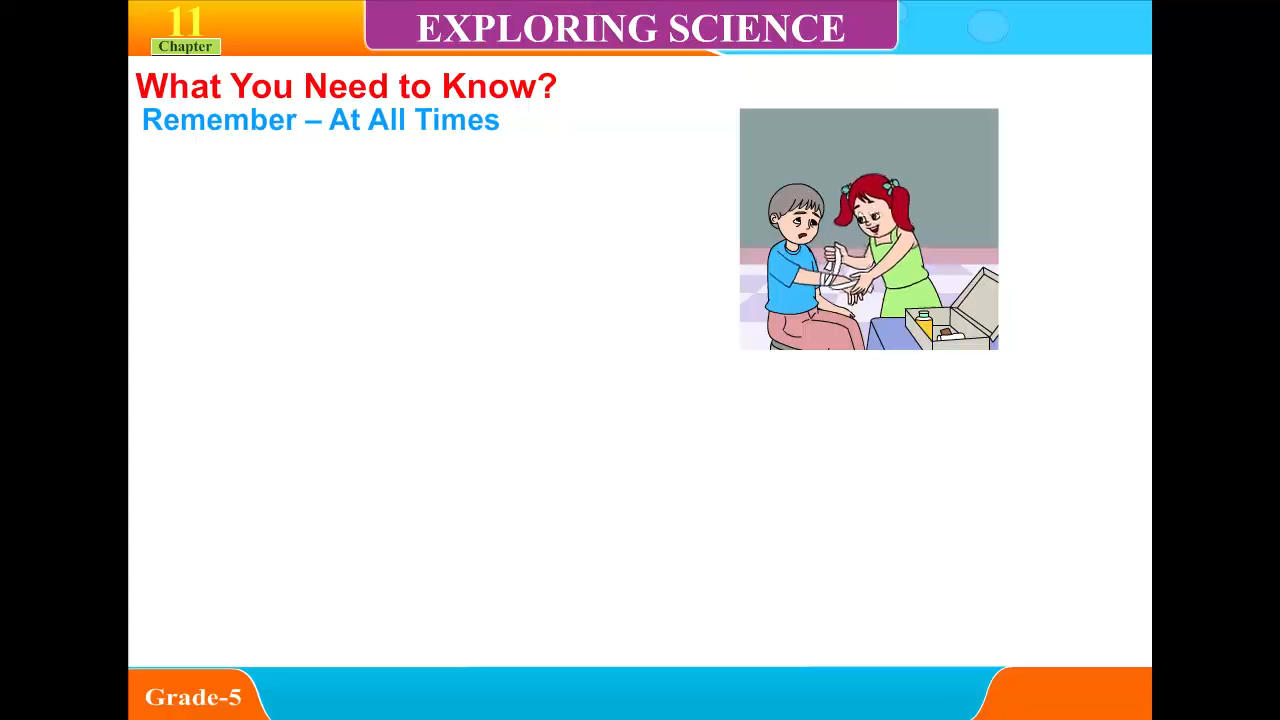 11
Chapter
EXPLORING SCIENCE
What You Need to Know?
Remember – At All Times
Grade-5